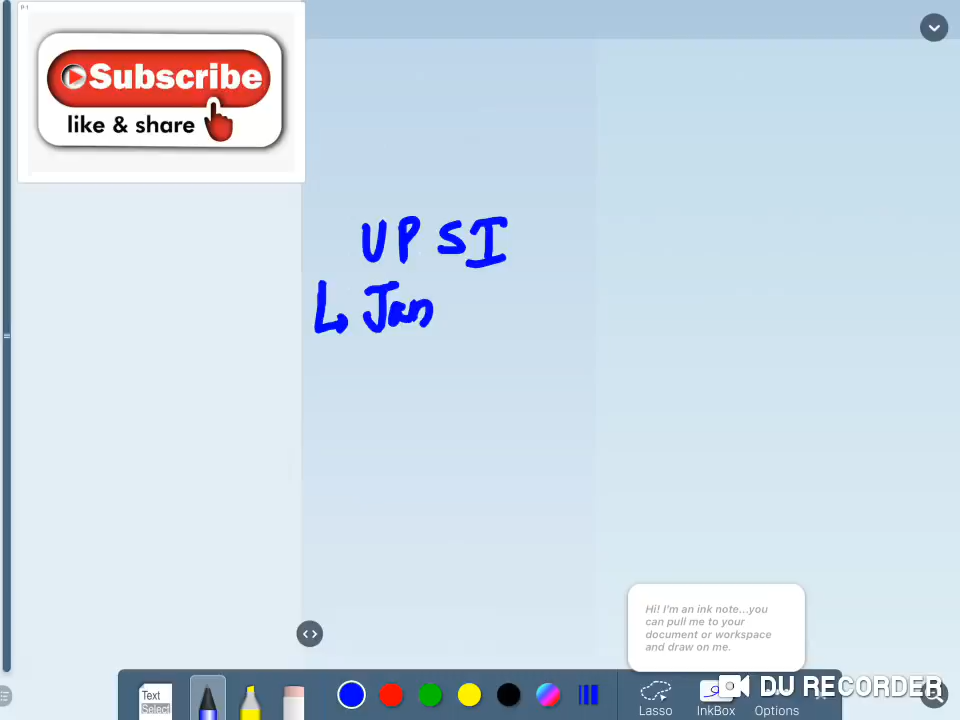 P 1
Subscribe
like & share
UP SI
↳ Jan
Hi! I'm an ink note...you
can pull me to your
document or workspace
and draw on me.
Text
Select
Lasso
InkBox
Options
DU RECORDER